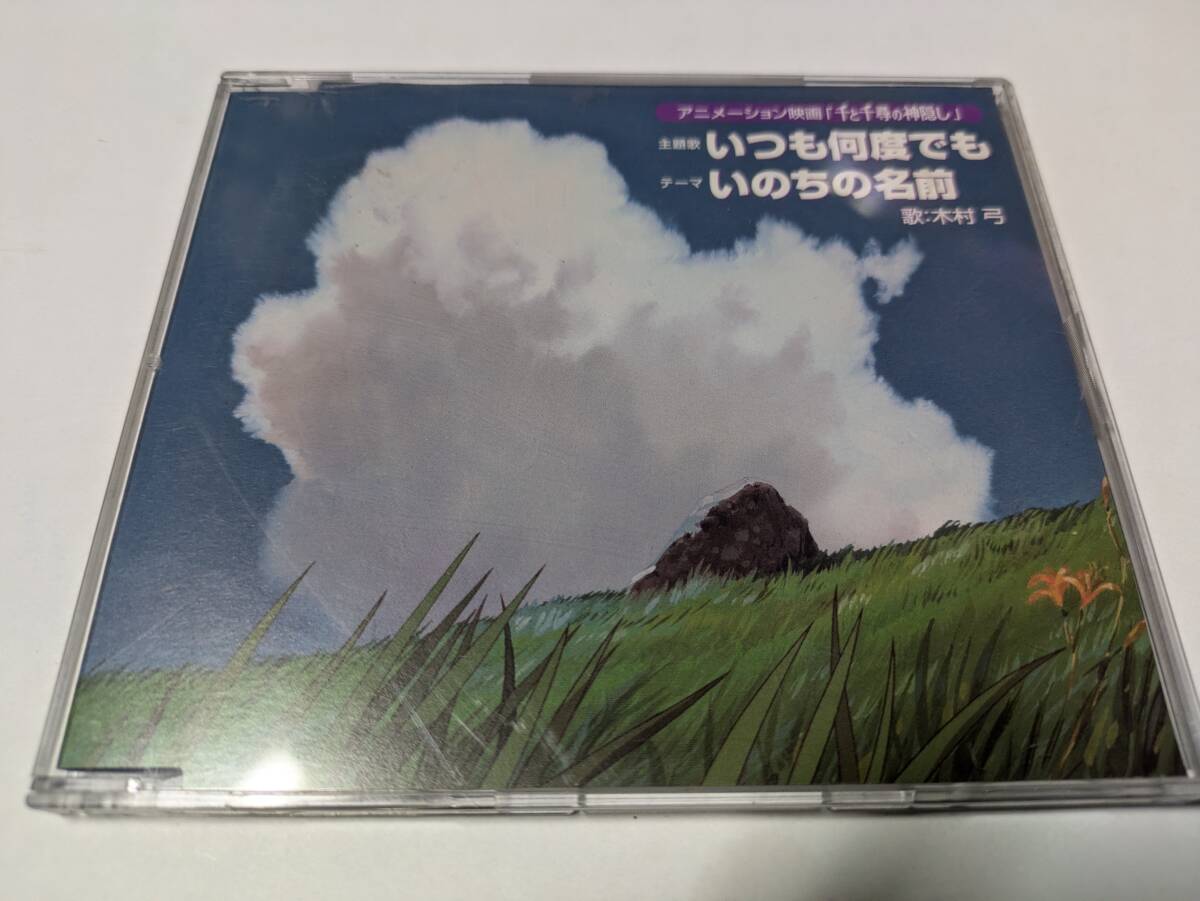 アニメーション映画「千と千尋の神隠し」
主題歌 いつも何度でも
テーマ いのちの名前
歌:木村 弓